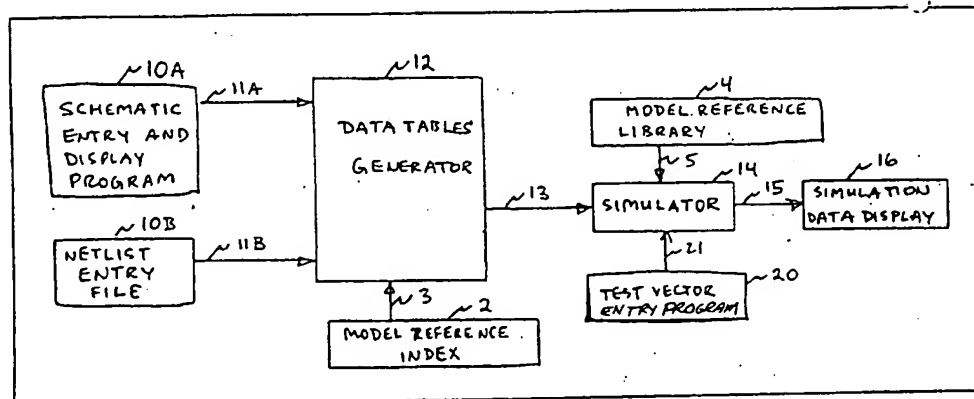 10A
SCHEMATIC
ENTRY AND
DISPLAY
PROGRAM
11A
10B
NETLIST
ENTRY
FILE
11B
12
DATA TABLES
GENERATOR
3
2
MODEL REFERENCE
INDEX
13
4
MODEL REFERENCE
LIBRARY
5
14
SIMULATOR
15
16
SIMULATION
DATA DISPLAY
21
20
TEST VECTOR
ENTRY PROGRAM